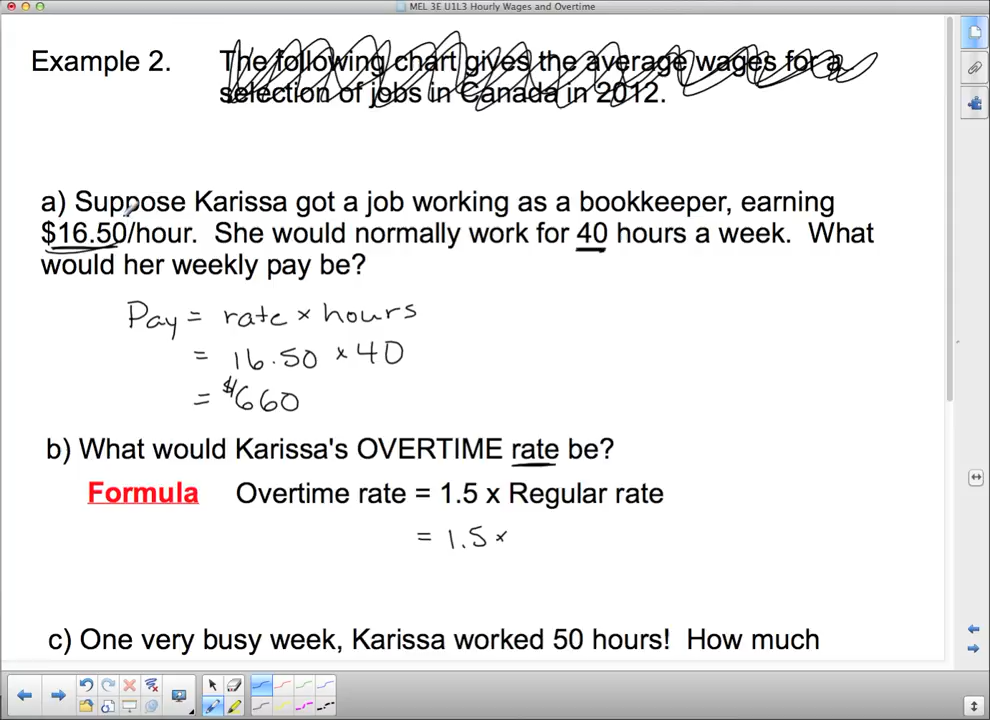 MEL 3E U1L3 Hourly Wages and Overtime
Example 2. The following chart gives the average wages for a
selection of jobs in Canada in 2012.
a) Suppose Karissa got a job working as a bookkeeper, earning
$16.50/hour. She would normally work for 40 hours a week. What
would her weekly pay be?
Pay = rate × hours
= 16.50 × 40
= $660
b) What would Karissa's OVERTIME rate be?
Formula Overtime rate = 1.5 x Regular rate
= 1.5 ×
c) One very busy week, Karissa worked 50 hours! How much